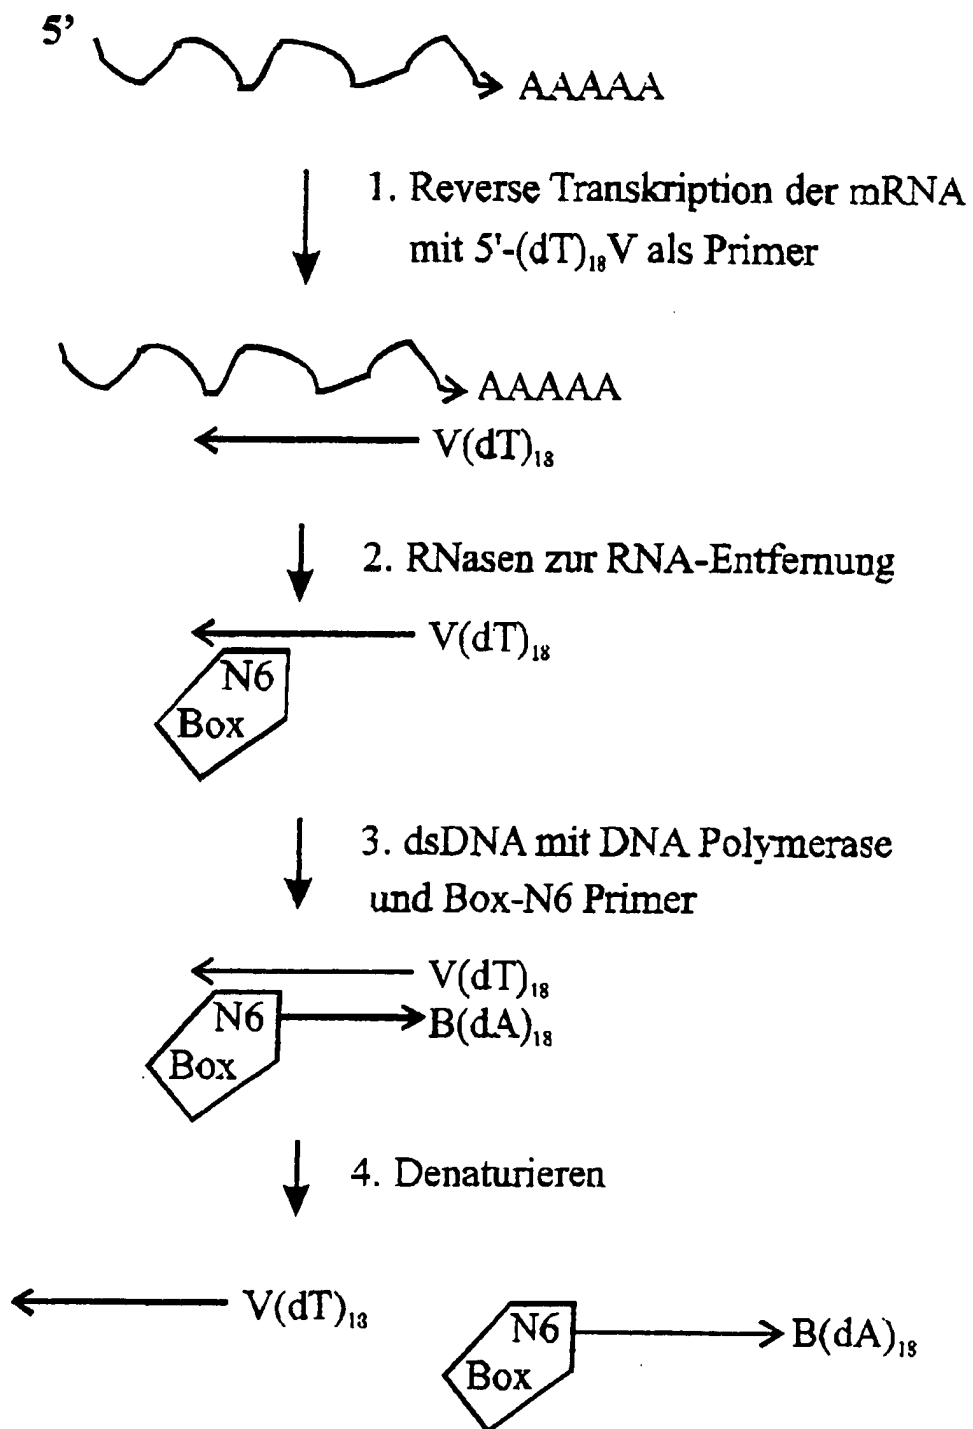 5’
AAAAA
1. Reverse Transkription der mRNA
mit 5'-(dT)₁₈V als Primer
AAAAA
V(dT)₁₈
2. RNasen zur RNA-Entfernung
V(dT)₁₈
N6
Box
3. dsDNA mit DNA Polymerase
und Box-N6 Primer
V(dT)₁₈
N6
B(dA)₁₈
Box
4. Denaturieren
V(dT)₁₈
N6
B(dA)₁₈
Box